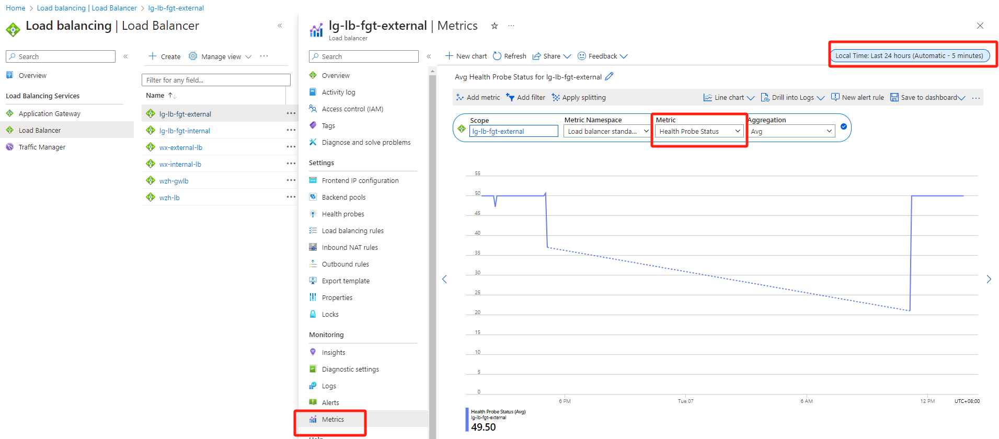 Home > Load balancing | Load Balancer > lg-lb-fgt-external
Load balancing | Load Balancer
«
Search
«
Overview
Load Balancing Services
Application Gateway
Load Balancer
Traffic Manager
+ Create
Manage view
...
Filter for any field...
Name ↑↓
lg-lb-fgt-external ...
lg-lb-fgt-internal ...
wx-external-lb ...
wx-internal-lb ...
wzh-gwlb ...
wzh-lb ...
lg-lb-fgt-external | Metrics
...
Load balancer
Search
«
Overview
Activity log
Access control (IAM)
Tags
Diagnose and solve problems
Settings
Frontend IP configuration
Backend pools
Health probes
Load balancing rules
Inbound NAT rules
Outbound rules
Export template
Properties
Locks
Monitoring
Insights
Diagnostic settings
Logs
Alerts
Metrics
+ New chart
Refresh
Share
Feedback
Local Time: Last 24 hours (Automatic - 5 minutes)
Avg Health Probe Status for lg-lb-fgt-external
Add metric
Add filter
Apply splitting
Line chart
Drill into Logs
New alert rule
Save to dashboard
...
Scope
lg-lb-fgt-external
Metric Namespace
Load balancer standa...
Metric
Health Probe Status
Aggregation
Avg
55
50
45
40
35
30
25
20
15
10
5
0
6 PM
Tue 07
6 AM
12 PM
UTC+08:00
Health Probe Status (Avg)
lg-lb-fgt-external
49.50